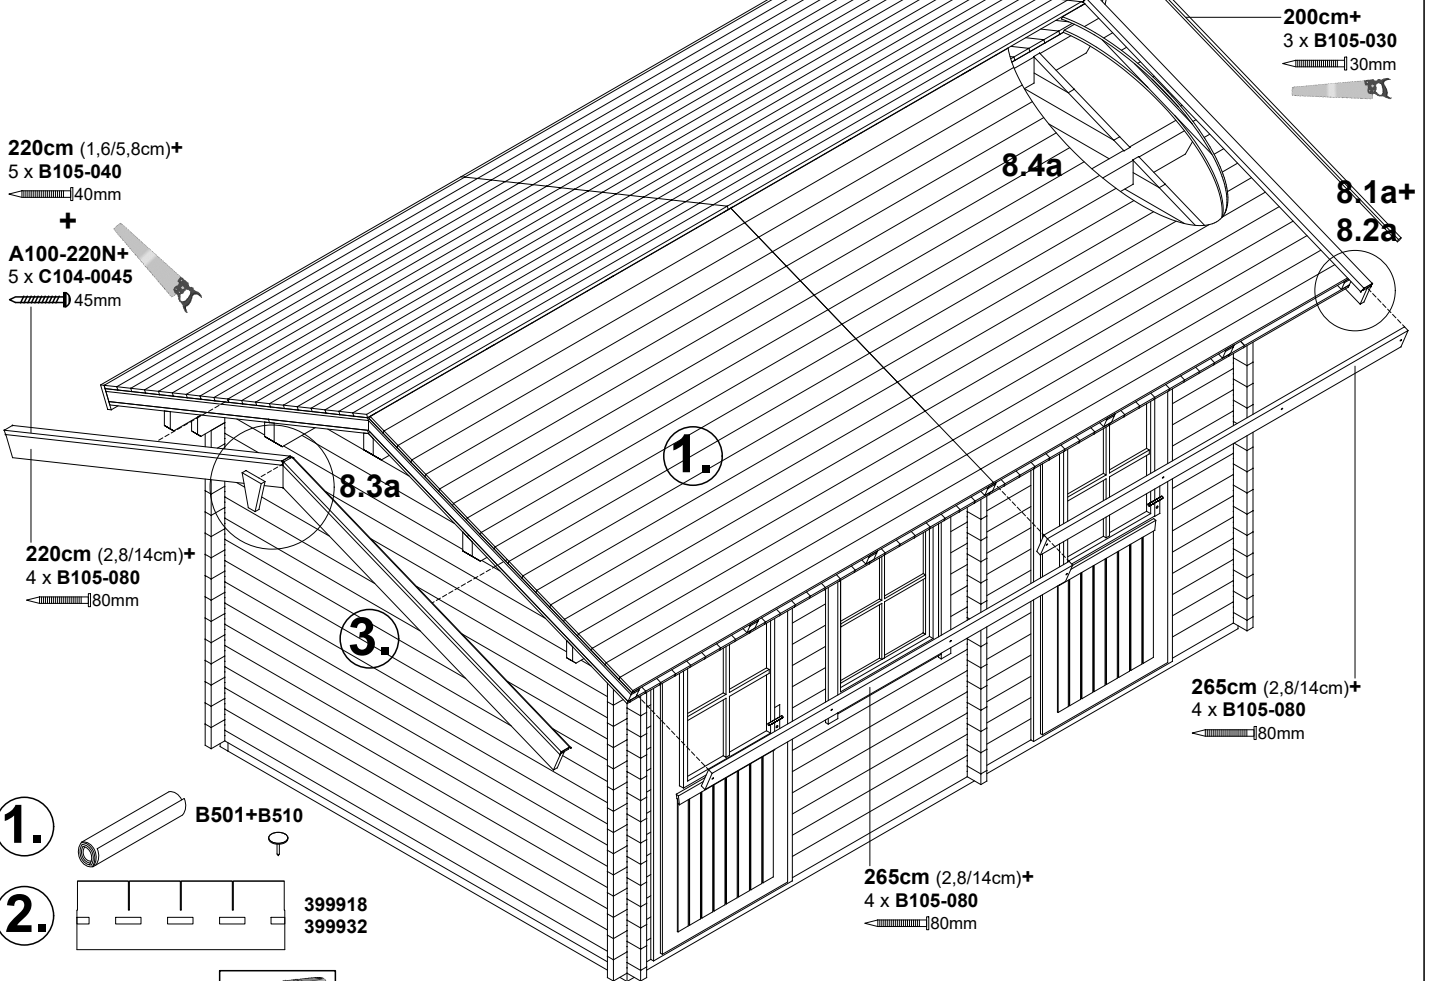 200cm+
3 x B105-030
30mm
220cm (1,6/5,8cm)+
5 x B105-040
40mm
+
A100-220N+
5 x C104-0045
45mm
8.4a
8.1a+
8.2a
1.
8.3a
220cm (2,8/14cm)+
4 x B105-080
80mm
3.
265cm (2,8/14cm)+
4 x B105-080
80mm
1.
B501+B510
265cm (2,8/14cm)+
4 x B105-080
80mm
2.
399918
399932